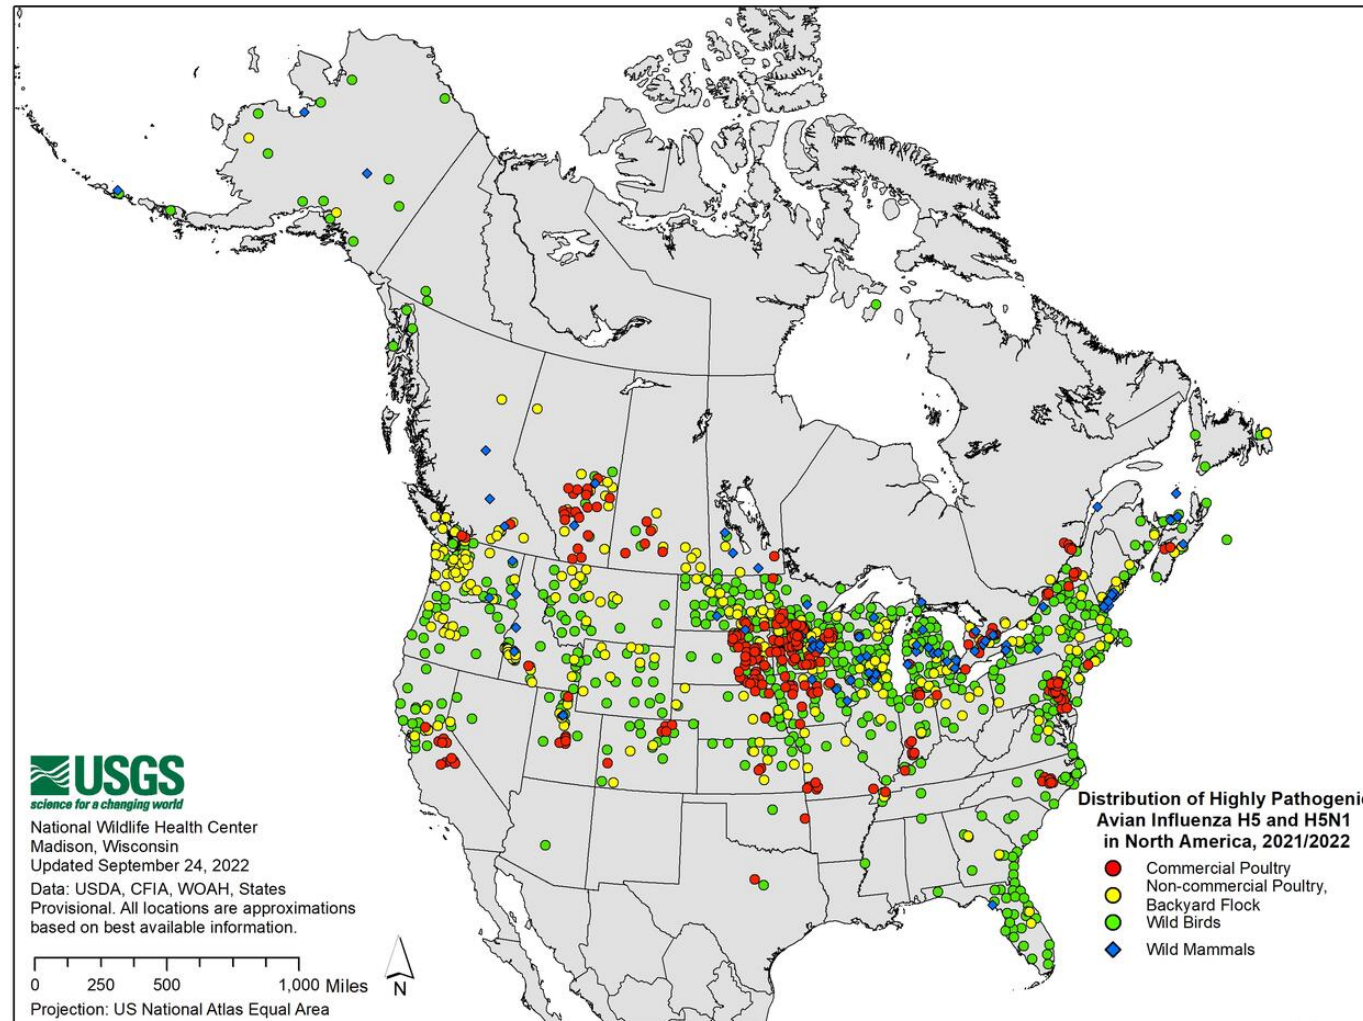 USGS
science for a changing world
National Wildlife Health Center
Madison, Wisconsin
Updated September 24, 2022
Data: USDA, CFIA, WOAH, States
Provisional. All locations are approximations
based on best available information.
0 250 500 1,000 Miles
Projection: US National Atlas Equal Area
N
Distribution of Highly Pathogenic
Avian Influenza H5 and H5N1
in North America, 2021/2022
Commercial Poultry
Non-commercial Poultry,
Backyard Flock
Wild Birds
Wild Mammals